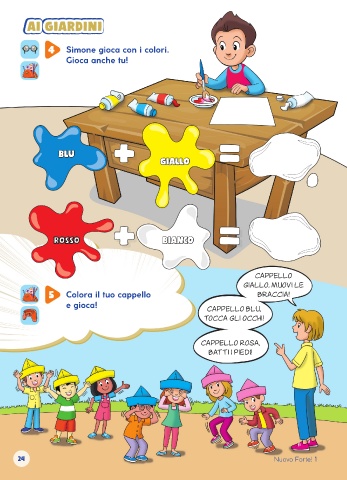 AI GIARDINI
4 Simone gioca con i colori.
Gioca anche tu!
BLU + GIALLO =
ROSSO + BIANCO =
5 Colora il tuo cappello
e gioca!
CAPPELLO
GIALLO, MUOVI LE
BRACCIA!
CAPPELLO BLU,
TOCCA GLI OCCHI!
CAPPELLO ROSA,
BATTI I PIEDI!
24
Nuovo Forte! 1